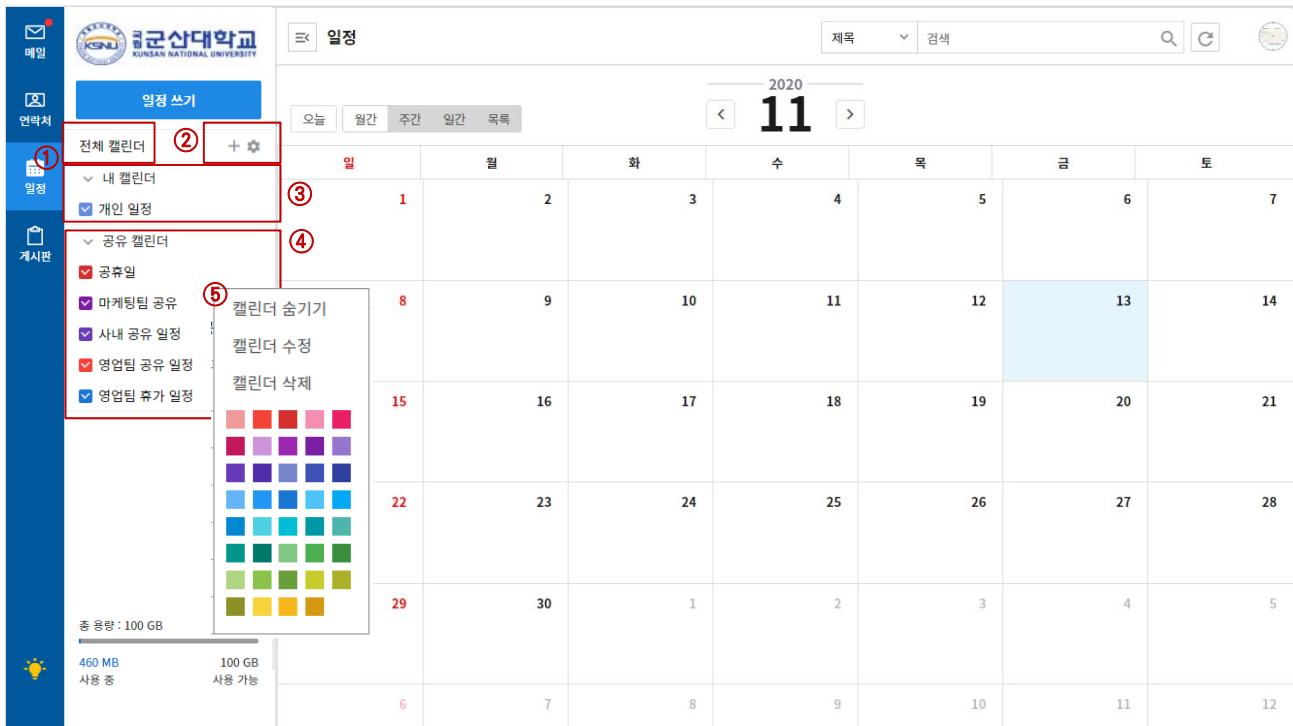 메일
연락처
일정
게시판
KSNU
국립군산대학교
KUNSAN NATIONAL UNIVERSITY
일정 쓰기
① 전체 캘린더 ② +
내 캘린더 ③
개인 일정
공유 캘린더 ④
공휴일
마케팅팀 공유
사내 공유 일정
영업팀 공유 일정
영업팀 휴가 일정
⑤ 캘린더 숨기기
캘린더 수정
캘린더 삭제
총 용량 : 100 GB
460 MB 100 GB
사용 중 사용 가능
일정
제목 검색
2020
11
오늘 월간 주간 일간 목록
일 월 화 수 목 금 토
1 2 3 4 5 6 7
8 9 10 11 12 13 14
15 16 17 18 19 20 21
22 23 24 25 26 27 28
29 30 1 2 3 4 5
6 7 8 9 10 11 12